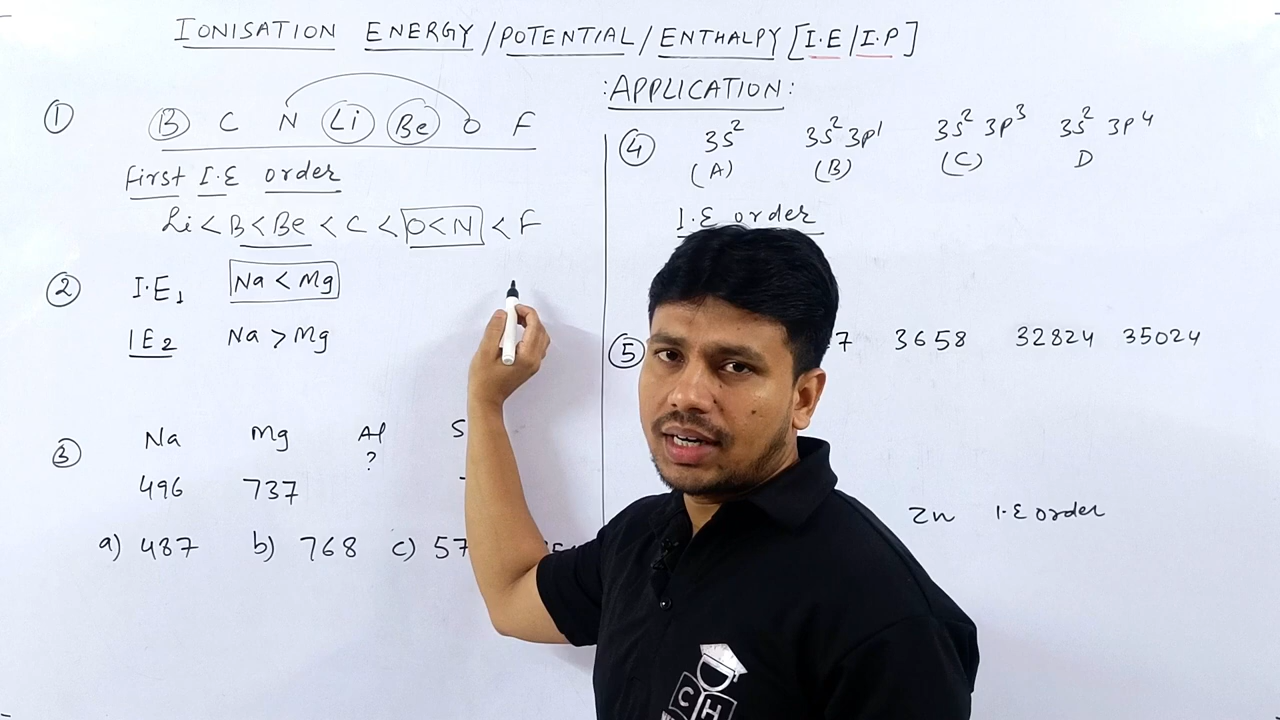 IONISATION ENERGY / POTENTIAL / ENTHALPY [I.E / I.P]
:APPLICATION:
① B C N Li Be O F
First I.E order
Li < B < Be < C < O < N < F
② I.E₁ Na < Mg
IE₂ Na > Mg
③ Na Mg Al S
496 737 ?
a) 487 b) 768 c) 57
④ 3s² 3s² 3p¹ 3s² 3p³ 3s² 3p⁴
(A) (B) (C) D
I.E order
⑤ 7 3658 32824 35024
Zn I.E order
CH